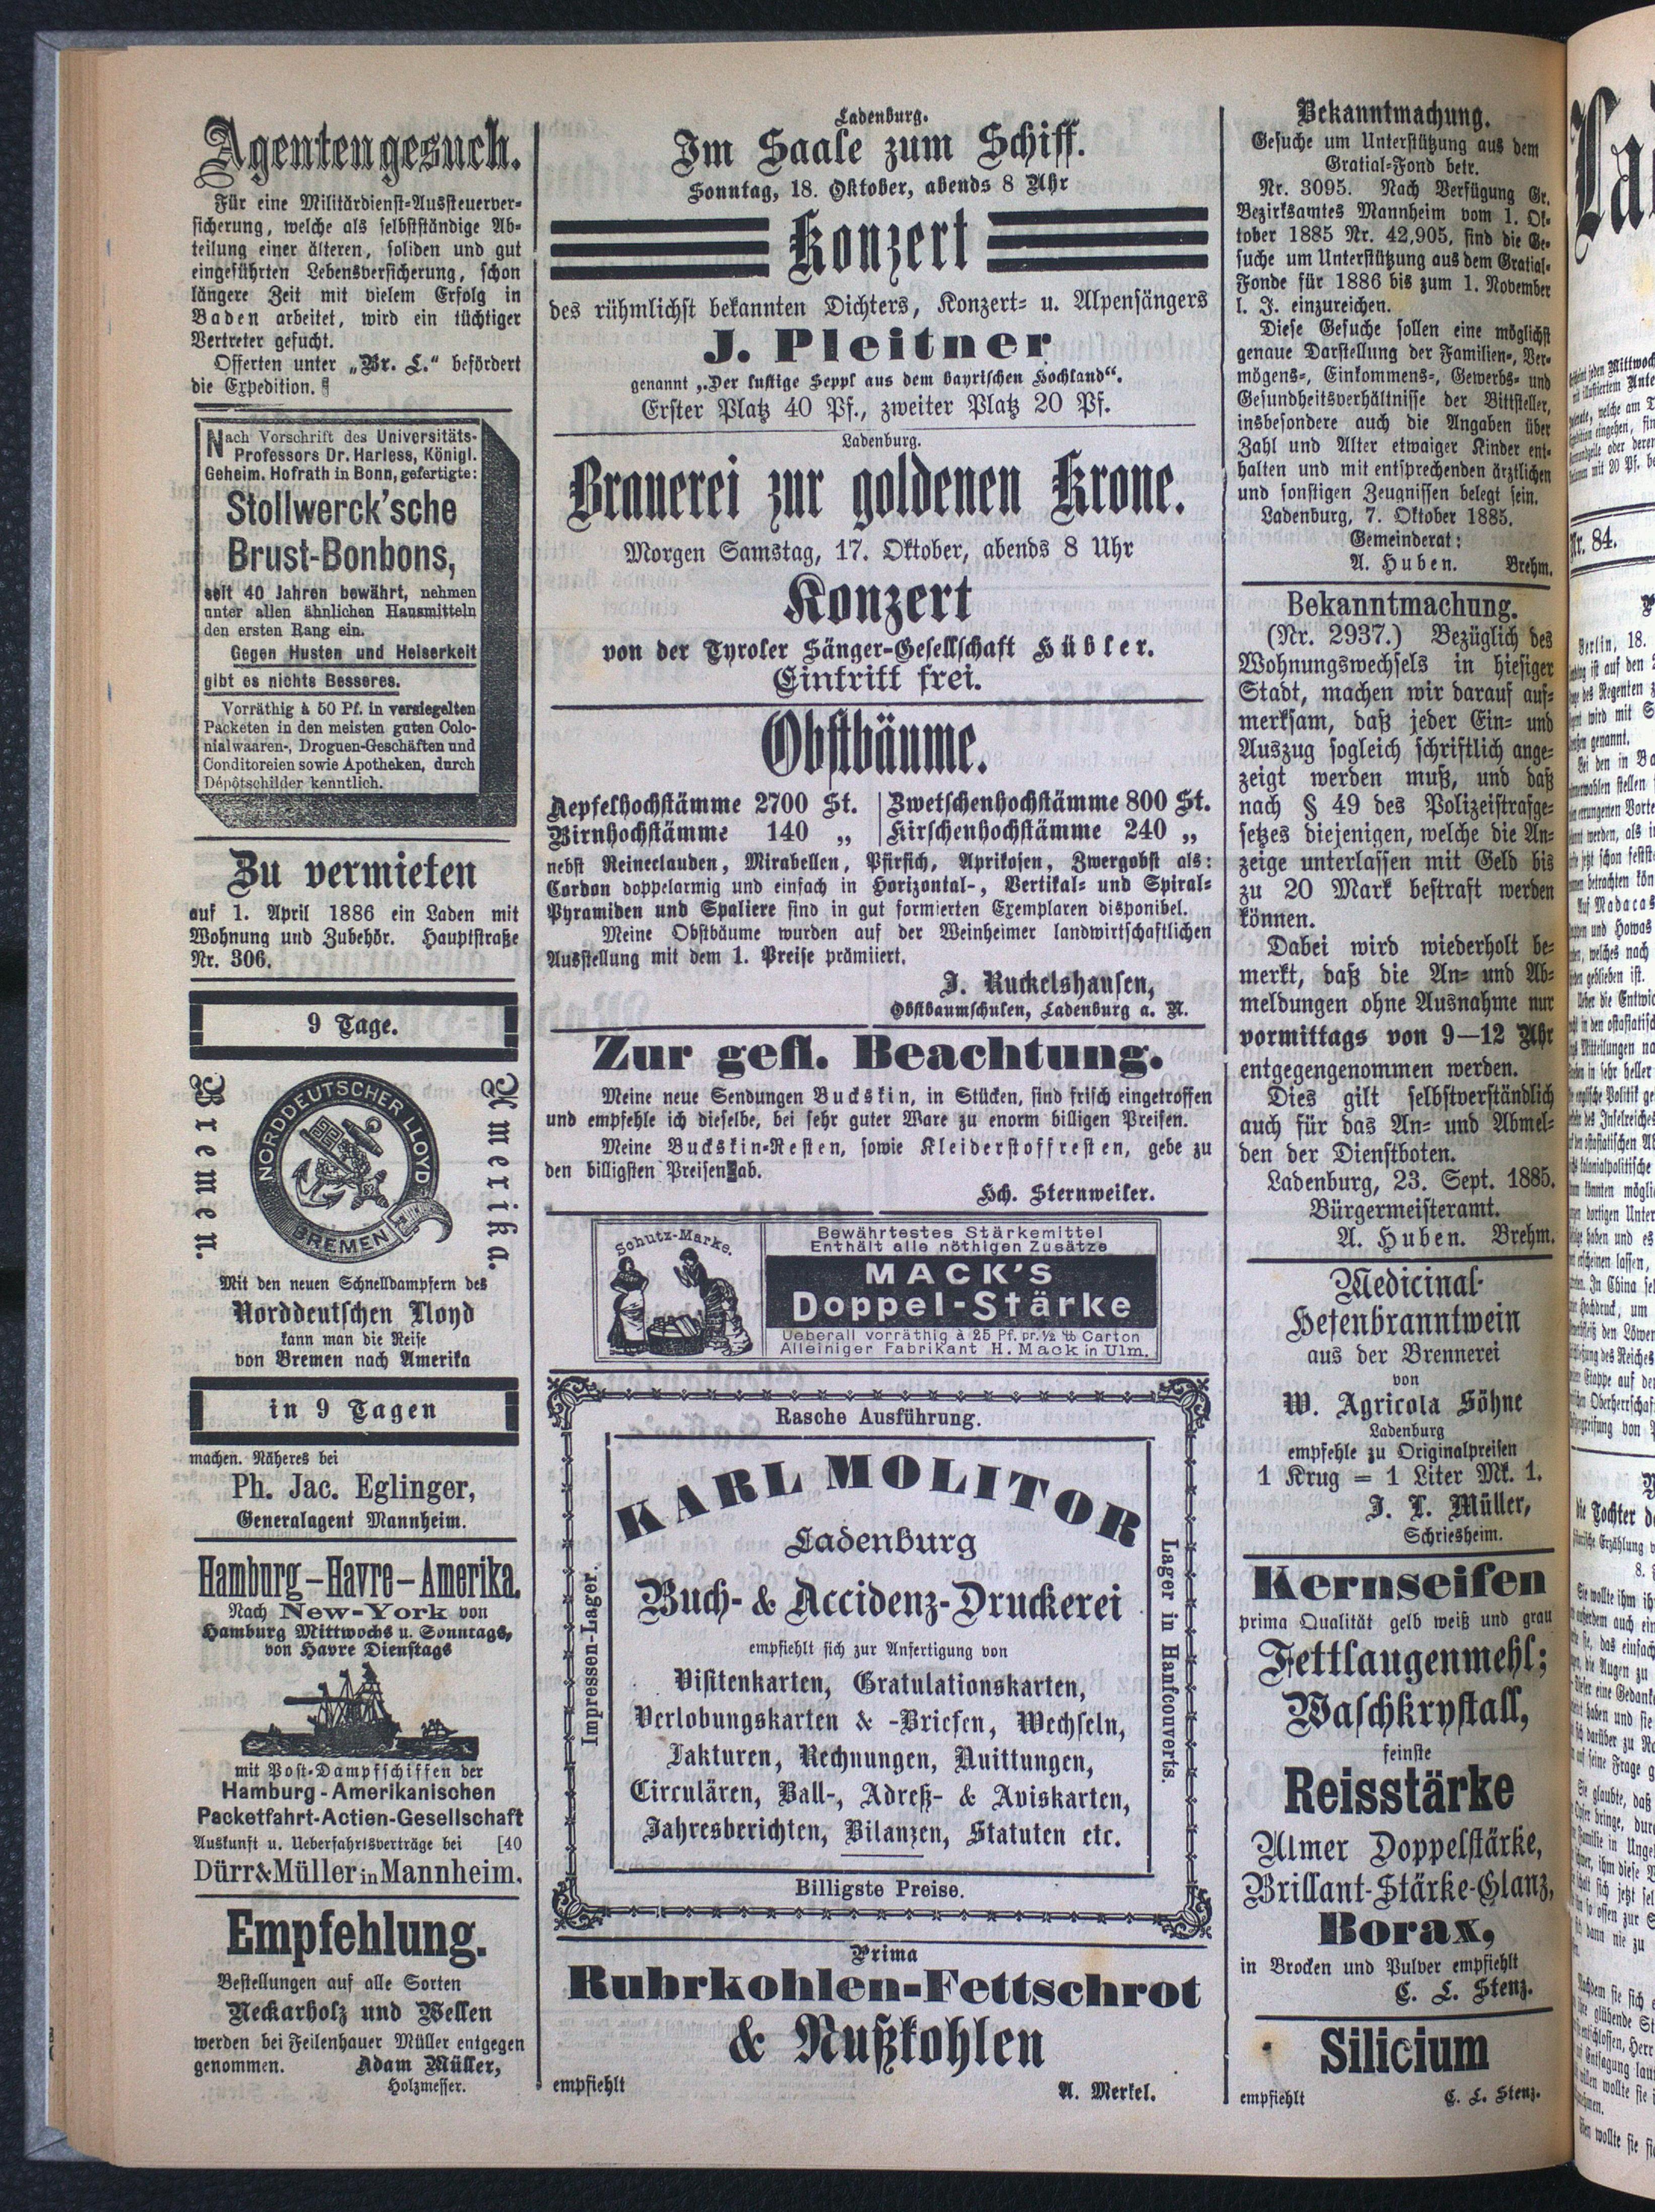 Agentengesuch.
Für eine Militärdienst-Aussteuerver-
sicherung, welche als selbstständige Ab-
teilung einer älteren, soliden und gut
eingeführten Lebensversicherung, schon
längere Zeit mit vielem Erfolg in
Baden arbeitet, wird ein tüchtiger
Vertreter gesucht.
Offerten unter „Br. L.“ befördert
die Expedition.
Nach Vorschrift des Universitäts-
Professors Dr. Harless, Königl.
Geheim. Hofrath in Bonn, gefertigte:
Stollwerck'sche
Brust-Bonbons,
seit 40 Jahren bewährt, nehmen
unter allen ähnlichen Hausmitteln
den ersten Rang ein.
Gegen Husten und Heiserkeit
gibt es nichts Besseres.
Vorräthig à 50 Pf. in versiegelten
Packeten in den meisten guten Colo-
nialwaaren-, Droguen-Geschäften und
Conditoreien sowie Apotheken, durch
Dépôtschilder kenntlich.
Zu vermieten
auf 1. April 1886 ein Laden mit
Wohnung und Zubehör. Hauptstraße
Nr. 306.
9 Tage.
Bremen.
NORDDEUTSCHER LLOYD
BREMEN
Amerika.
Mit den neuen Schnelldampfern des
Norddeutschen Lloyd
kann man die Reise
von Bremen nach Amerika
in 9 Tagen
machen. Näheres bei
Ph. Jac. Eglinger,
Generalagent Mannheim.
Hamburg–Havre–Amerika.
Nach New-York von
Hamburg Mittwochs u. Sonntags,
von Havre Dienstags
mit Post-Dampfschiffen der
Hamburg-Amerikanischen
Packetfahrt-Actien-Gesellschaft
Auskunft u. Ueberfahrtsverträge bei [40
Dürr & Müller in Mannheim.
Empfehlung.
Bestellungen auf alle Sorten
Neckarholz und Wellen
werden bei Feilenhauer Müller entgegen
genommen. Adam Müller,
Holzmesser.
Ladenburg.
Im Saale zum Schiff.
Sonntag, 18. Oktober, abends 8 Uhr
Konzert
des rühmlichst bekannten Dichters, Konzert- u. Alpensängers
J. Pleitner
genannt „Der lustige Seppl aus dem bayrischen Hochland“.
Erster Platz 40 Pf., zweiter Platz 20 Pf.
Ladenburg.
Brauerei zur goldenen Krone.
Morgen Samstag, 17. Oktober, abends 8 Uhr
Konzert
von der Tyroler Sänger-Gesellschaft Hübler.
Eintritt frei.
Obstbäume.
Aepfelhochstämme 2700 St. | Zwetschenhochstämme 800 St.
Birnhochstämme 140 „ | Kirschenhochstämme 240 „
nebst Reineclauden, Mirabellen, Pfirsich, Aprikosen, Zwergobst als:
Cordon doppelarmig und einfach in Horizontal-, Vertikal- und Spiral-
Pyramiden und Spaliere sind in gut formierten Exemplaren disponibel.
Meine Obstbäume wurden auf der Weinheimer landwirtschaftlichen
Ausstellung mit dem 1. Preise prämiiert.
J. Ruckelshausen,
Obstbaumschulen, Ladenburg a. N.
Zur gefl. Beachtung.
Meine neue Sendungen Buckskin, in Stücken, sind frisch eingetroffen
und empfehle ich dieselbe, bei sehr guter Ware zu enorm billigen Preisen.
Meine Buckskin-Resten, sowie Kleiderstoffresten, gebe zu
den billigsten Preisen ab.
Hch. Sternweiler.
Schutz-Marke.
Bewährtestes Stärkemittel
Enthält alle nöthigen Zusätze
MACK'S
Doppel-Stärke
Ueberall vorräthig à 25 Pf. pr. ½ ℔ Carton
Alleiniger Fabrikant H. Mack in Ulm.
Rasche Ausführung.
Impressen-Lager.
KARL MOLITOR
Ladenburg
Buch- & Accidenz-Druckerei
empfiehlt sich zur Anfertigung von
Visitenkarten, Gratulationskarten,
Verlobungskarten & -Briefen, Wechseln,
Fakturen, Rechnungen, Quittungen,
Circulären, Ball-, Adreß- & Aviskarten,
Jahresberichten, Bilanzen, Statuten etc.
Lager in Hanfcouverts.
Billigste Preise.
Prima
Ruhrkohlen-Fettschrot
& Nußkohlen
empfiehlt A. Merkel.
Bekanntmachung.
Gesuche um Unterstützung aus dem
Gratial-Fond betr.
Nr. 3095. Nach Verfügung Gr.
Bezirksamtes Mannheim vom 1. Ok-
tober 1885 Nr. 42,905, sind die Ge-
suche um Unterstützung aus dem Gratial-
Fonde für 1886 bis zum 1. November
l. J. einzureichen.
Diese Gesuche sollen eine möglichst
genaue Darstellung der Familien-, Ver-
mögens-, Einkommens-, Gewerbs- und
Gesundheitsverhältnisse der Bittsteller,
insbesondere auch die Angaben über
Zahl und Alter etwaiger Kinder ent-
halten und mit entsprechenden ärztlichen
und sonstigen Zeugnissen belegt sein.
Ladenburg, 7. Oktober 1885.
Gemeinderat:
A. Huben. Brehm.
Bekanntmachung.
(Nr. 2937.) Bezüglich des
Wohnungswechsels in hiesiger
Stadt, machen wir darauf auf-
merksam, daß jeder Ein- und
Auszug sogleich schriftlich ange-
zeigt werden muß, und daß
nach § 49 des Polizeistrafge-
setzes diejenigen, welche die An-
zeige unterlassen mit Geld bis
zu 20 Mark bestraft werden
können.
Dabei wird wiederholt be-
merkt, daß die An- und Ab-
meldungen ohne Ausnahme nur
vormittags von 9—12 Uhr
entgegengenommen werden.
Dies gilt selbstverständlich
auch für das An- und Abmel-
den der Dienstboten.
Ladenburg, 23. Sept. 1885.
Bürgermeisteramt.
A. Huben. Brehm.
Medicinal-
Hefenbranntwein
aus der Brennerei
von
W. Agricola Söhne
Ladenburg
empfehle zu Originalpreisen
1 Krug = 1 Liter Mk. 1.
J. L. Müller,
Schriesheim.
Kernseifen
prima Qualität gelb weiß und grau
Fettlaugenmehl;
Waschkrystall,
feinste
Reisstärke
Ulmer Doppelstärke,
Brillant-Stärke-Glanz,
Borax,
in Brocken und Pulver empfiehlt
C. L. Stenz.
Silicium
empfiehlt C. L. Stenz.
Nr. 84.
Berlin, 18.